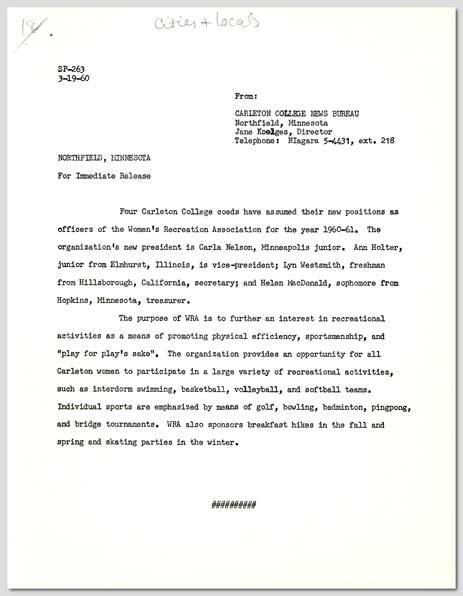 Cities + locals
SP-263
3-19-60
From:
CARLETON COLLEGE NEWS BUREAU
Northfield, Minnesota
Jane Koelges, Director
Telephone: NIagara 5-4431, ext. 218
NORTHFIELD, MINNESOTA
For Immediate Release
Four Carleton College coeds have assumed their new positions as
officers of the Women's Recreation Association for the year 1960-61. The
organization's new president is Carla Nelson, Minneapolis junior. Ann Holter,
junior from Elmhurst, Illinois, is vice-president; Lyn Westsmith, freshman
from Hillsborough, California, secretary; and Helen MacDonald, sophomore from
Hopkins, Minnesota, treasurer.
The purpose of WRA is to further an interest in recreational
activities as a means of promoting physical efficiency, sportsmanship, and
"play for play's sake". The organization provides an opportunity for all
Carleton women to participate in a large variety of recreational activities,
such as interdorm swimming, basketball, volleyball, and softball teams.
Individual sports are emphasized by means of golf, bowling, badminton, pingpong,
and bridge tournaments. WRA also sponsors breakfast hikes in the fall and
spring and skating parties in the winter.
##########